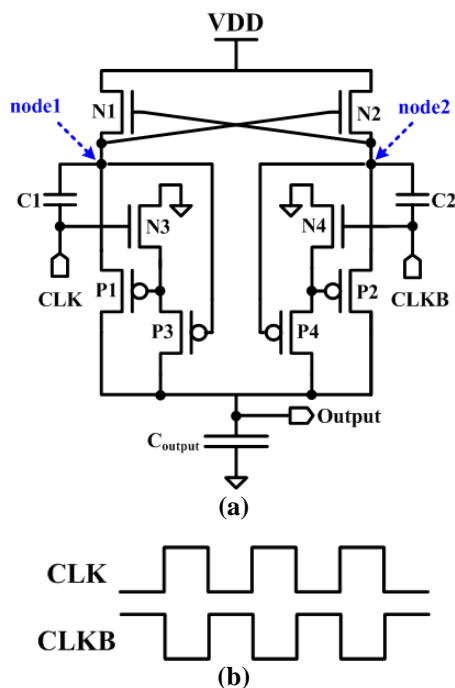 VDD
node1
N1
N2
node2
C1
N3
N4
C2
CLK
P1
P2
CLKB
P3
P4
Output
Coutput
(a)
CLK
CLKB
(b)